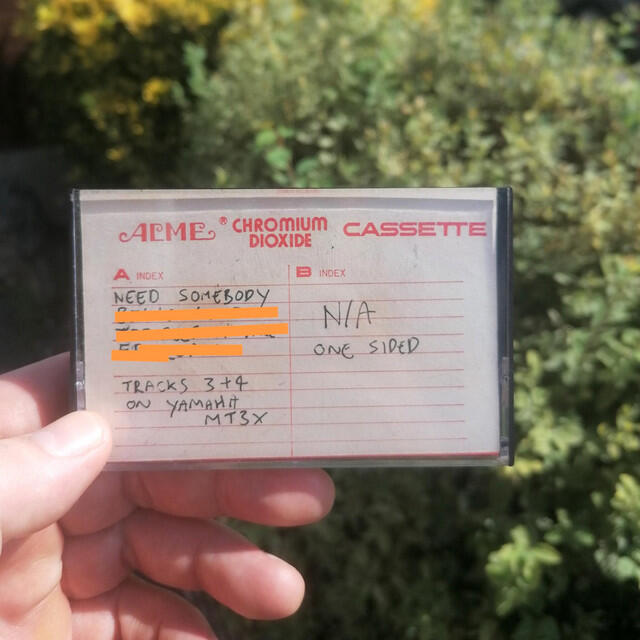 ACME® CHROMIUM DIOXIDE CASSETTE
A INDEX
NEED SOMEBODY
TRACKS 3+4
ON YAMAHA
MT3X
B INDEX
N/A
ONE SIDED